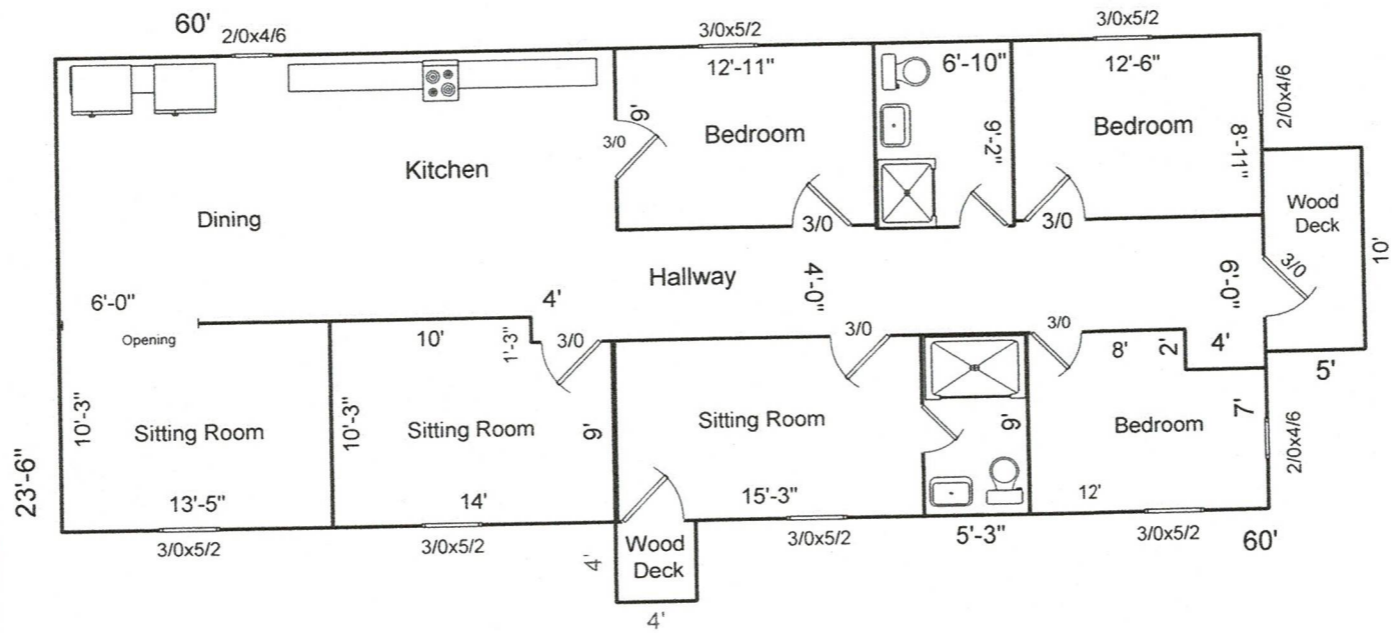 60'
2/0x4/6
3/0x5/2
3/0x5/2
12'-11"
6'-10"
12'-6"
2/0x4/6
9'
3/0
Bedroom
9'-2"
Bedroom
8'-11"
Kitchen
Dining
3/0
3/0
Wood
Deck
10'
Hallway
4'-0"
6'-0"
3/0
6'-0"
4'
Opening
10'
1'-3"
3/0
3/0
3/0
8'
2'
4'
5'
10'-3"
Sitting Room
10'-3"
Sitting Room
9'
Sitting Room
9'
Bedroom
7'
2/0x4/6
23'-6"
13'-5"
14'
15'-3"
12'
3/0x5/2
3/0x5/2
4'
Wood
Deck
3/0x5/2
5'-3"
3/0x5/2
60'
4'